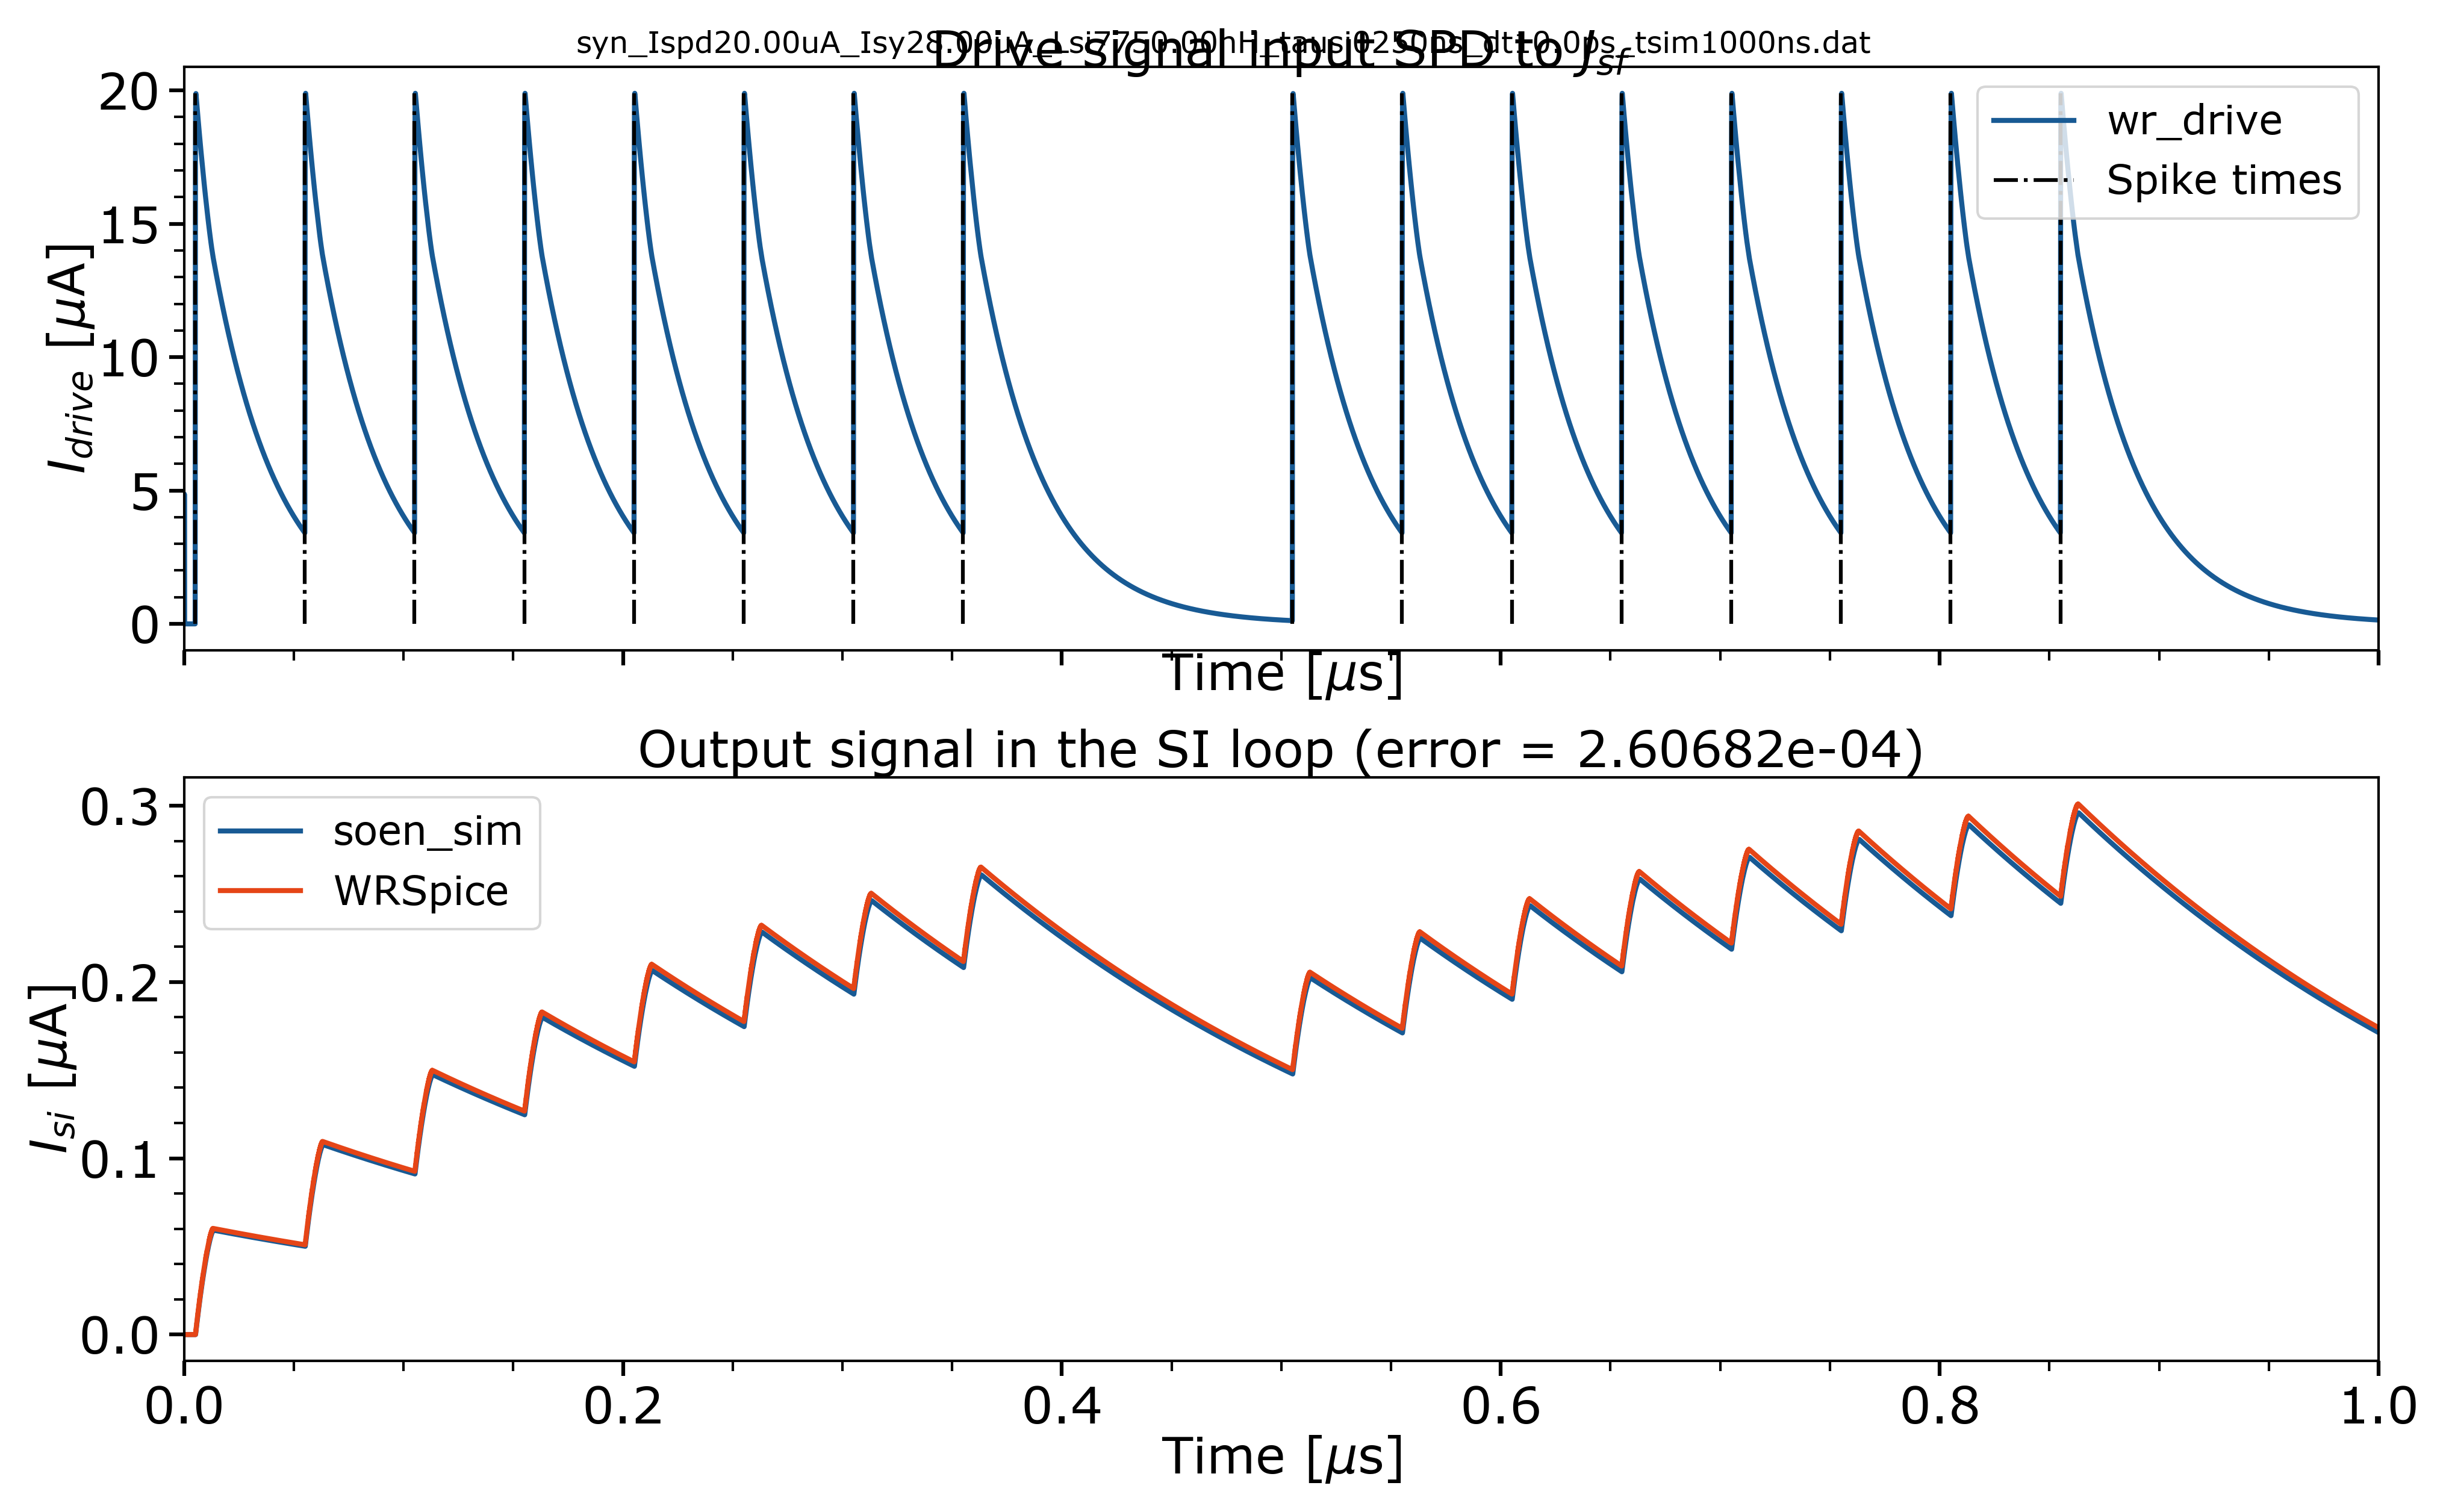 syn_Ispd20.00uA_Isy28.00uA_Lsi7750.00nH_tausi0250ns_dt10.0ps_tsim1000ns.dat
Drive signal input SPD to J_sf
20
15
10
5
0
I_drive [μA]
wr_drive
Spike times
Time [μs]
Output signal in the SI loop (error = 2.60682e-04)
0.3
0.2
0.1
0.0
I_si [μA]
soen_sim
WRSpice
0.0 0.2 0.4 0.6 0.8 1.0
Time [μs]